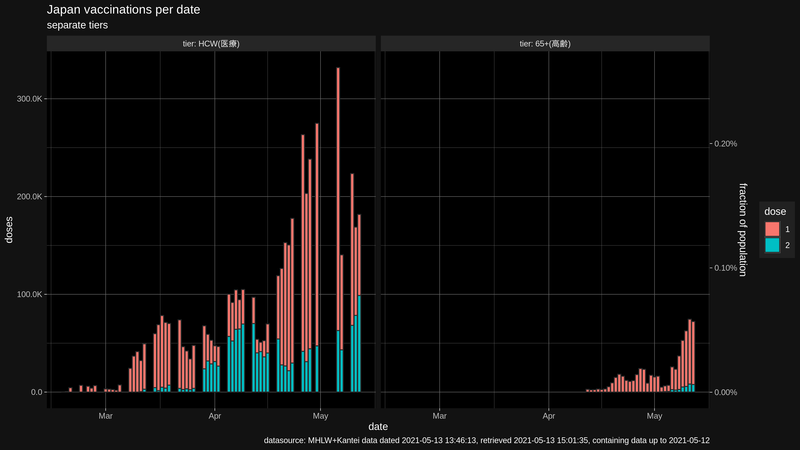 Japan vaccinations per date
separate tiers
tier: HCW(医療)
tier: 65+(高齢)
300.0K
200.0K
100.0K
0.0
doses
0.20%
0.10%
0.00%
fraction of population
dose
1
2
Mar
Apr
May
Mar
Apr
May
date
datasource: MHLW+Kantei data dated 2021-05-13 13:46:13, retrieved 2021-05-13 15:01:35, containing data up to 2021-05-12